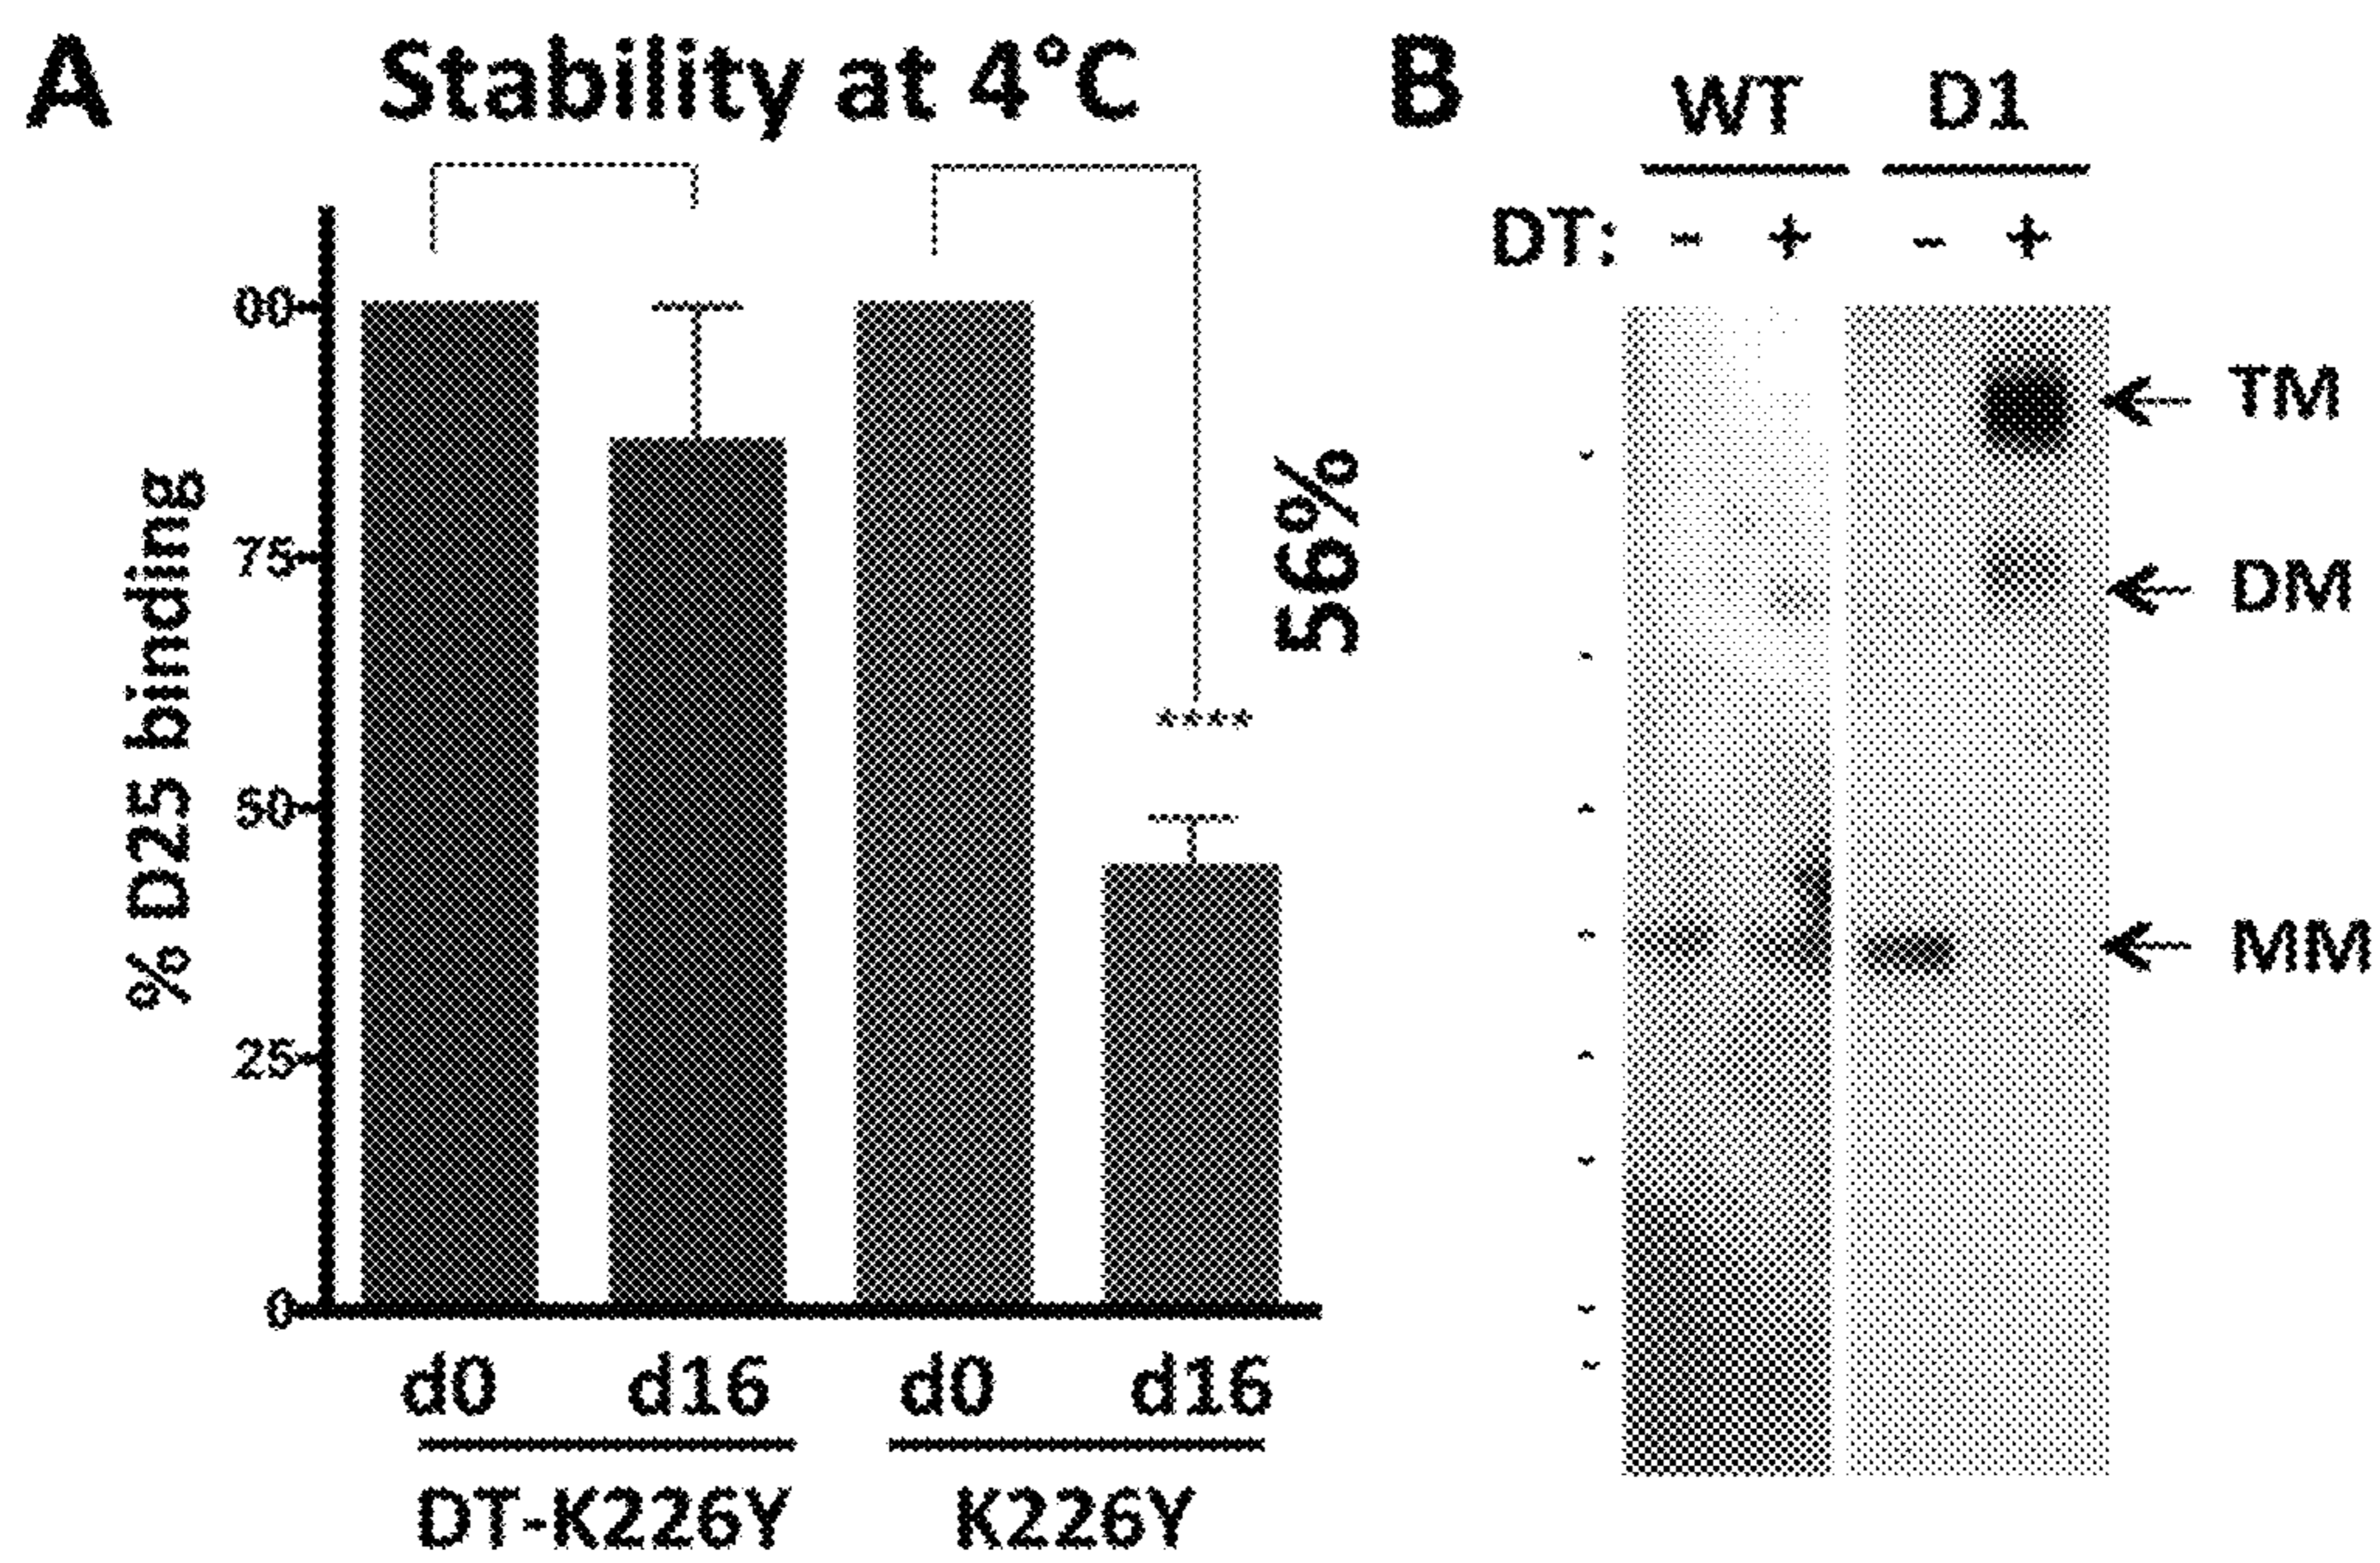 A
Stability at 4°C
% D25 binding
00
75
50
25
0
****
56%
d0 d16 d0 d16
DT-K226Y K226Y
B
WT D1
DT: - + - +
TM
DM
MM